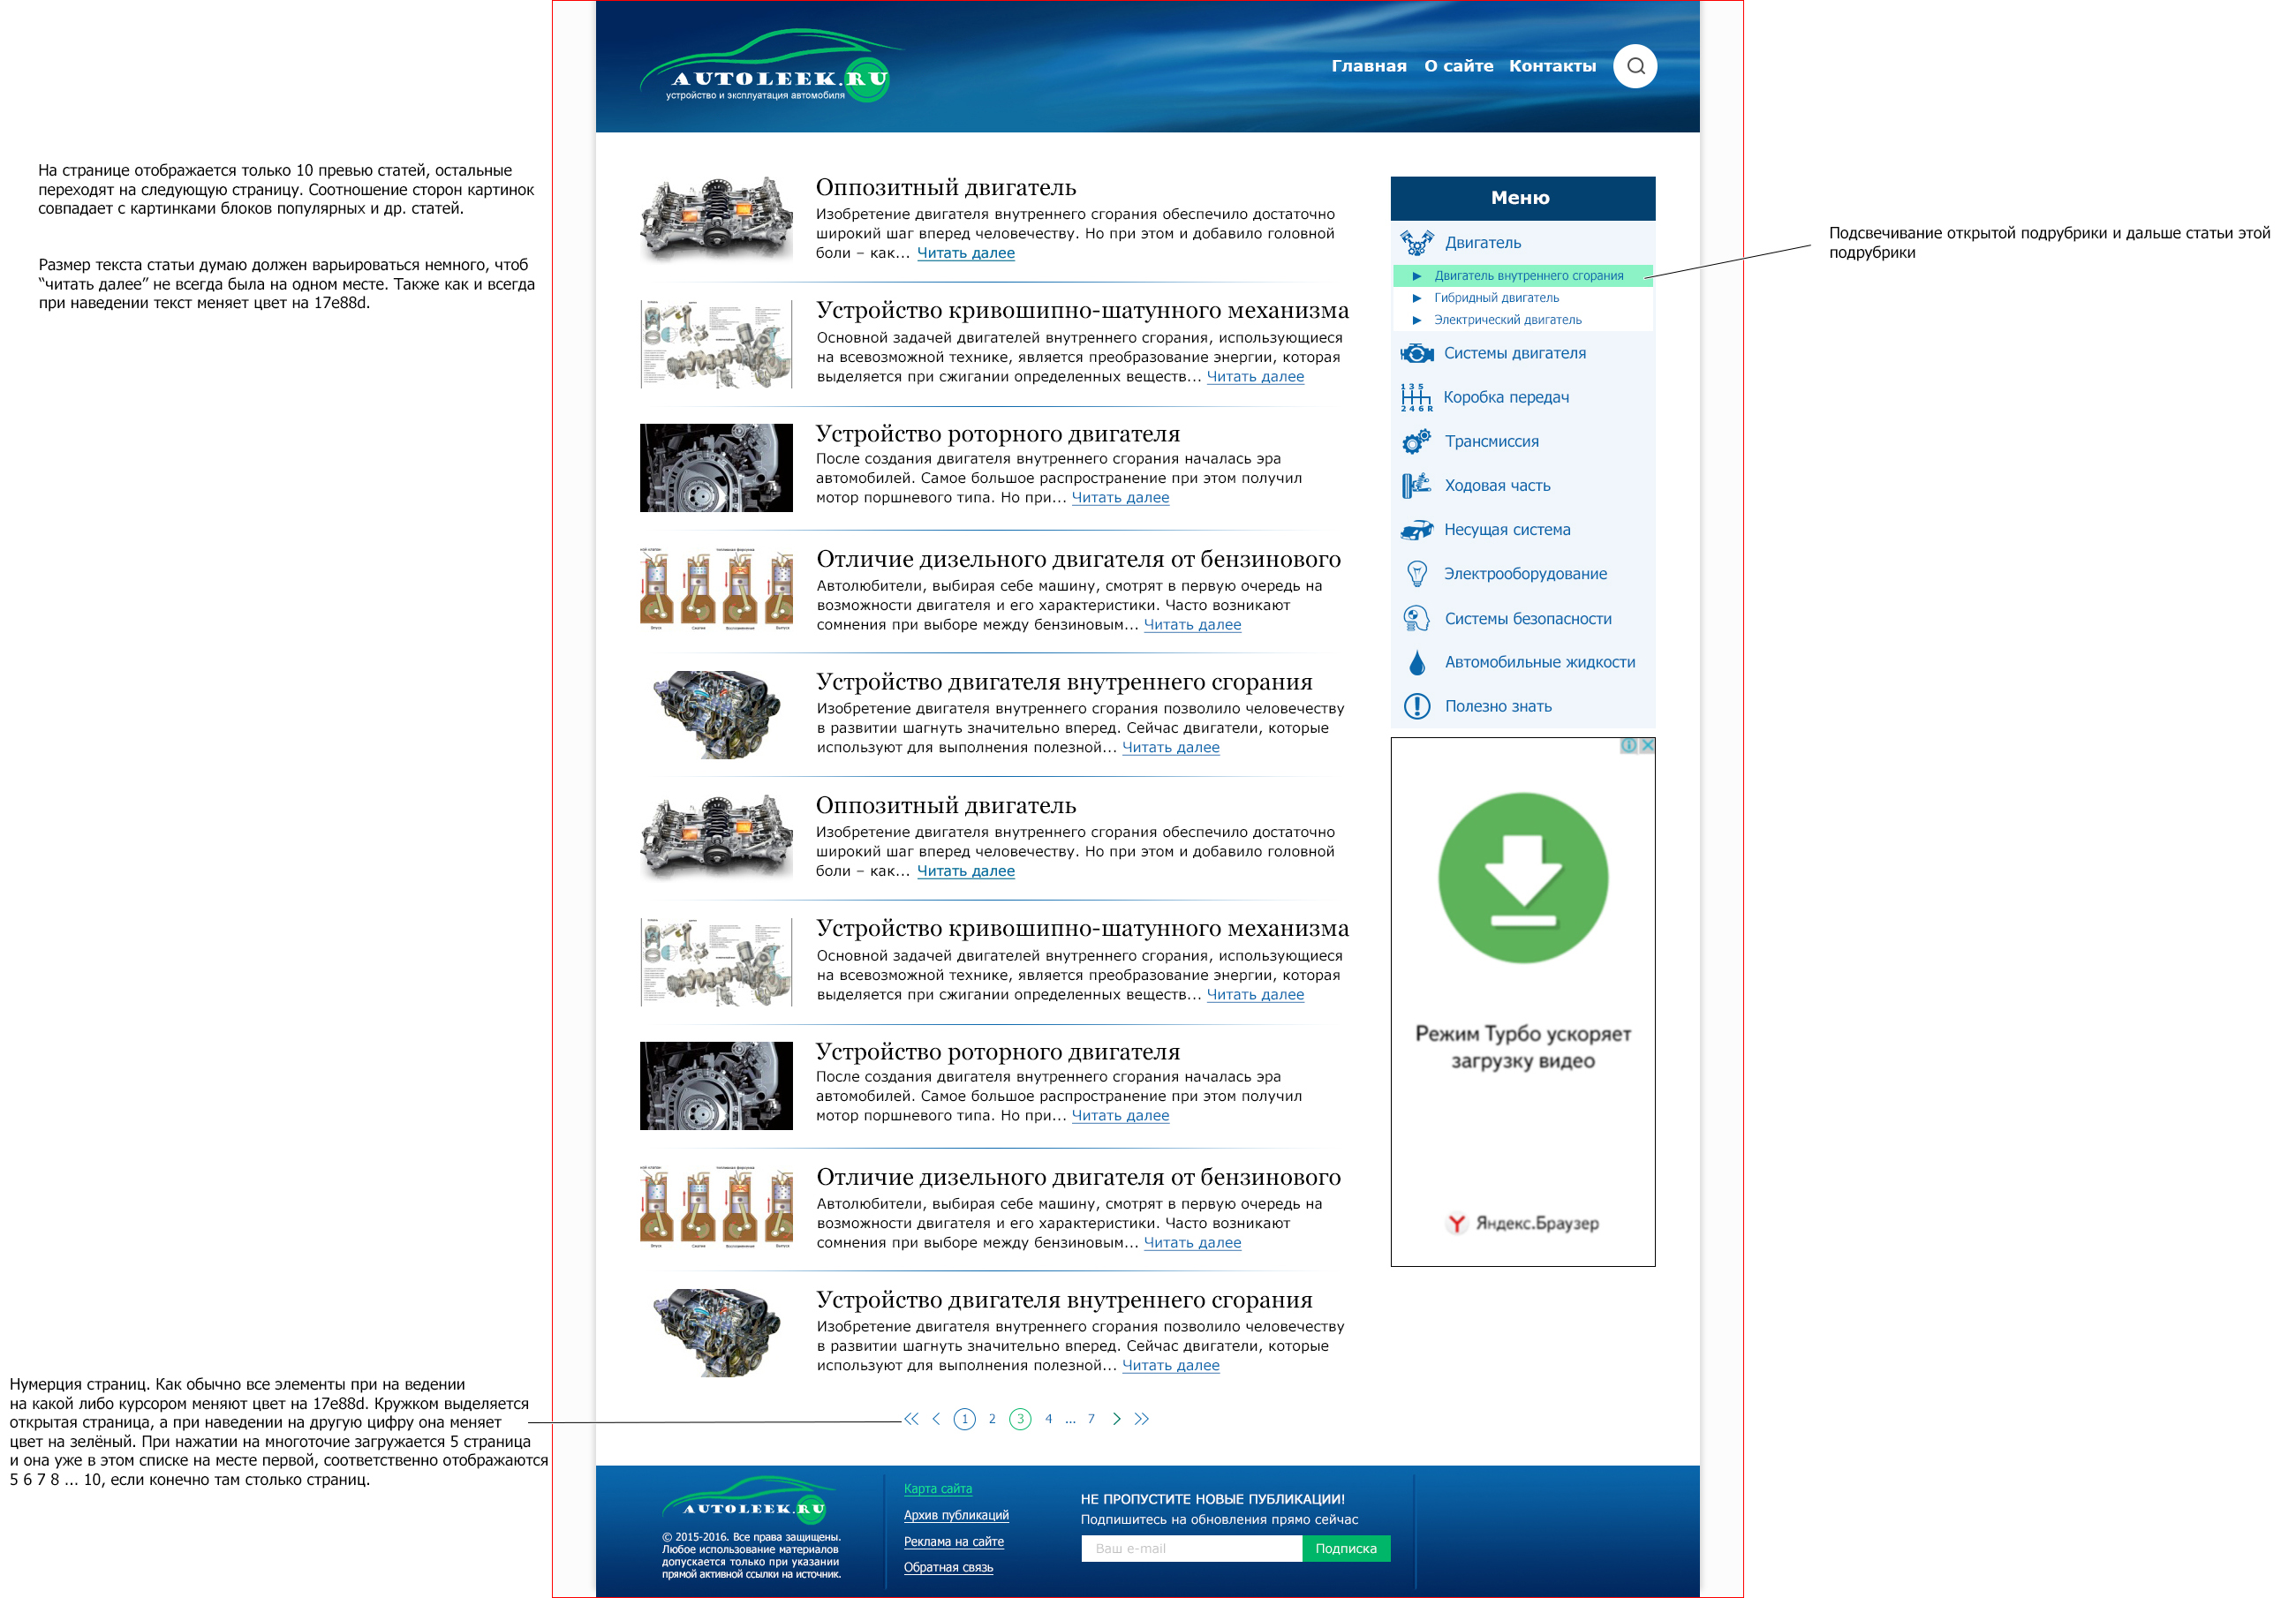 AUTOLEEK.RU
устройство и эксплуатация автомобиля
Главная О сайте Контакты
На странице отображается только 10 превью статей, остальные
переходят на следующую страницу. Соотношение сторон картинок
совпадает с картинками блоков популярных и др. статей.
Размер текста статьи думаю должен варьироваться немного, чтоб
“читать далее” не всегда была на одном месте. Также как и всегда
при наведении текст меняет цвет на 17e88d.
Оппозитный двигатель
Изобретение двигателя внутреннего сгорания обеспечило достаточно
широкий шаг вперед человечеству. Но при этом и добавило головной
боли – как... Читать далее
Устройство кривошипно-шатунного механизма
Основной задачей двигателей внутреннего сгорания, использующиеся
на всевозможной технике, является преобразование энергии, которая
выделяется при сжигании определенных веществ... Читать далее
Устройство роторного двигателя
После создания двигателя внутреннего сгорания началась эра
автомобилей. Самое большое распространение при этом получил
мотор поршневого типа. Но при... Читать далее
Отличие дизельного двигателя от бензинового
Автолюбители, выбирая себе машину, смотрят в первую очередь на
возможности двигателя и его характеристики. Часто возникают
сомнения при выборе между бензиновым... Читать далее
Устройство двигателя внутреннего сгорания
Изобретение двигателя внутреннего сгорания позволило человечеству
в развитии шагнуть значительно вперед. Сейчас двигатели, которые
используют для выполнения полезной... Читать далее
Оппозитный двигатель
Изобретение двигателя внутреннего сгорания обеспечило достаточно
широкий шаг вперед человечеству. Но при этом и добавило головной
боли – как... Читать далее
Устройство кривошипно-шатунного механизма
Основной задачей двигателей внутреннего сгорания, использующиеся
на всевозможной технике, является преобразование энергии, которая
выделяется при сжигании определенных веществ... Читать далее
Устройство роторного двигателя
После создания двигателя внутреннего сгорания началась эра
автомобилей. Самое большое распространение при этом получил
мотор поршневого типа. Но при... Читать далее
Отличие дизельного двигателя от бензинового
Автолюбители, выбирая себе машину, смотрят в первую очередь на
возможности двигателя и его характеристики. Часто возникают
сомнения при выборе между бензиновым... Читать далее
Устройство двигателя внутреннего сгорания
Изобретение двигателя внутреннего сгорания позволило человечеству
в развитии шагнуть значительно вперед. Сейчас двигатели, которые
используют для выполнения полезной... Читать далее
Меню
Двигатель
Двигатель внутреннего сгорания
Гибридный двигатель
Электрический двигатель
Системы двигателя
1 3 5
2 4 6 R
Коробка передач
Трансмиссия
Ходовая часть
Несущая система
Электрооборудование
Системы безопасности
Автомобильные жидкости
Полезно знать
Подсвечивание открытой подрубрики и дальше статьи этой
подрубрики
Режим Турбо ускоряет
загрузку видео
Яндекс.Браузер
Нумерция страниц. Как обычно все элементы при на ведении
на какой либо курсором меняют цвет на 17e88d. Кружком выделяется
открытая страница, а при наведении на другую цифру она меняет
цвет на зелёный. При нажатии на многоточие загружается 5 страница
и она уже в этом списке на месте первой, соответственно отображаются
5 6 7 8 ... 10, если конечно там столько страниц.
1 2 3 4 ... 7
AUTOLEEK.RU
© 2015-2016. Все права защищены.
Любое использование материалов
допускается только при указании
прямой активной ссылки на источник.
Карта сайта
Архив публикаций
Реклама на сайте
Обратная связь
НЕ ПРОПУСТИТЕ НОВЫЕ ПУБЛИКАЦИИ!
Подпишитесь на обновления прямо сейчас
Ваш e-mail Подписка